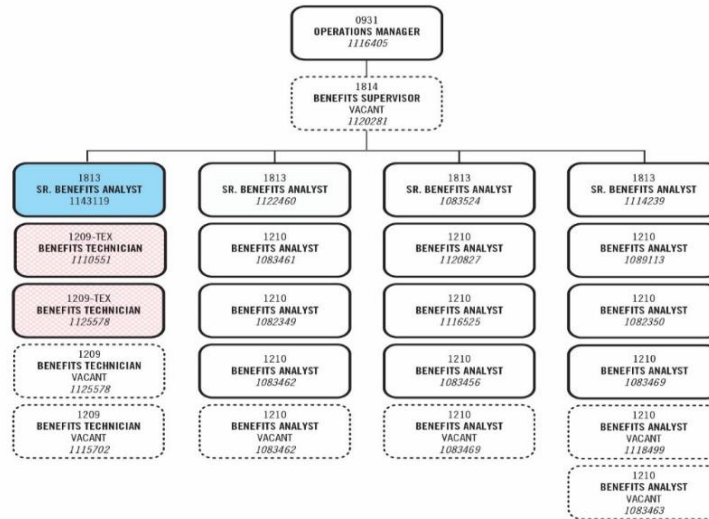 0931
OPERATIONS MANAGER
1116405
1814
BENEFITS SUPERVISOR
VACANT
1120281
1813
SR. BENEFITS ANALYST
1143119
1209-TEX
BENEFITS TECHNICIAN
1110551
1209-TEX
BENEFITS TECHNICIAN
1125578
1209
BENEFITS TECHNICIAN
VACANT
1125578
1209
BENEFITS TECHNICIAN
VACANT
1115702
1813
SR. BENEFITS ANALYST
1122460
1210
BENEFITS ANALYST
1083461
1210
BENEFITS ANALYST
1082349
1210
BENEFITS ANALYST
1083462
1210
BENEFITS ANALYST
VACANT
1083462
1813
SR. BENEFITS ANALYST
1083524
1210
BENEFITS ANALYST
1120827
1210
BENEFITS ANALYST
1116525
1210
BENEFITS ANALYST
1083456
1210
BENEFITS ANALYST
VACANT
1083469
1813
SR. BENEFITS ANALYST
1114239
1210
BENEFITS ANALYST
1089113
1210
BENEFITS ANALYST
1082350
1210
BENEFITS ANALYST
1083469
1210
BENEFITS ANALYST
VACANT
1118499
1210
BENEFITS ANALYST
VACANT
1083463